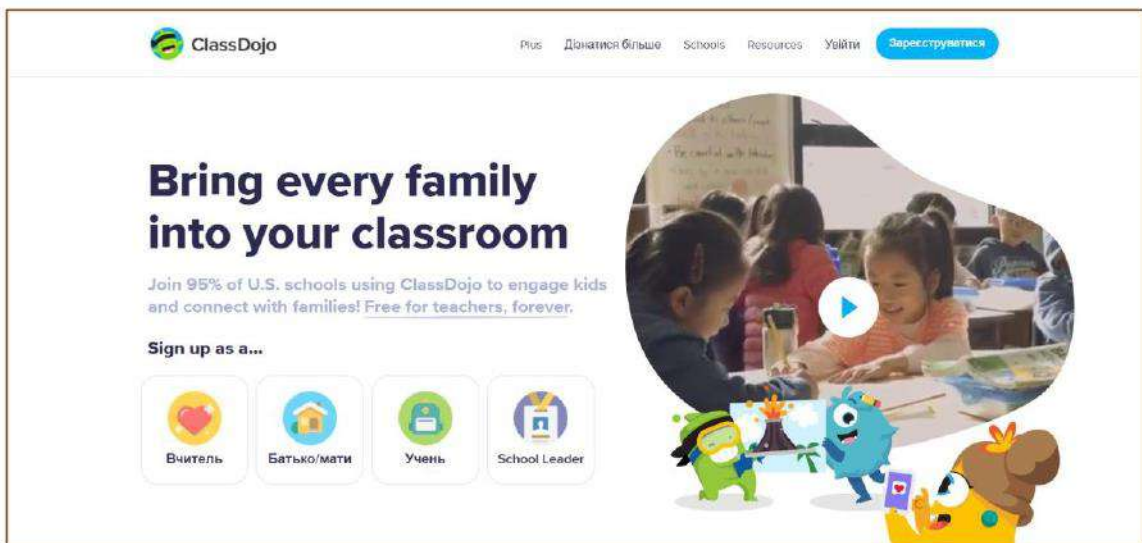 ClassDojo
Plus Дізнатися більше Schools Resources Увійти Зареєструватися
Bring every family
into your classroom
Join 95% of U.S. schools using ClassDojo to engage kids
and connect with families! Free for teachers, forever.
Sign up as a...
Вчитель Батько/мати Учень School Leader